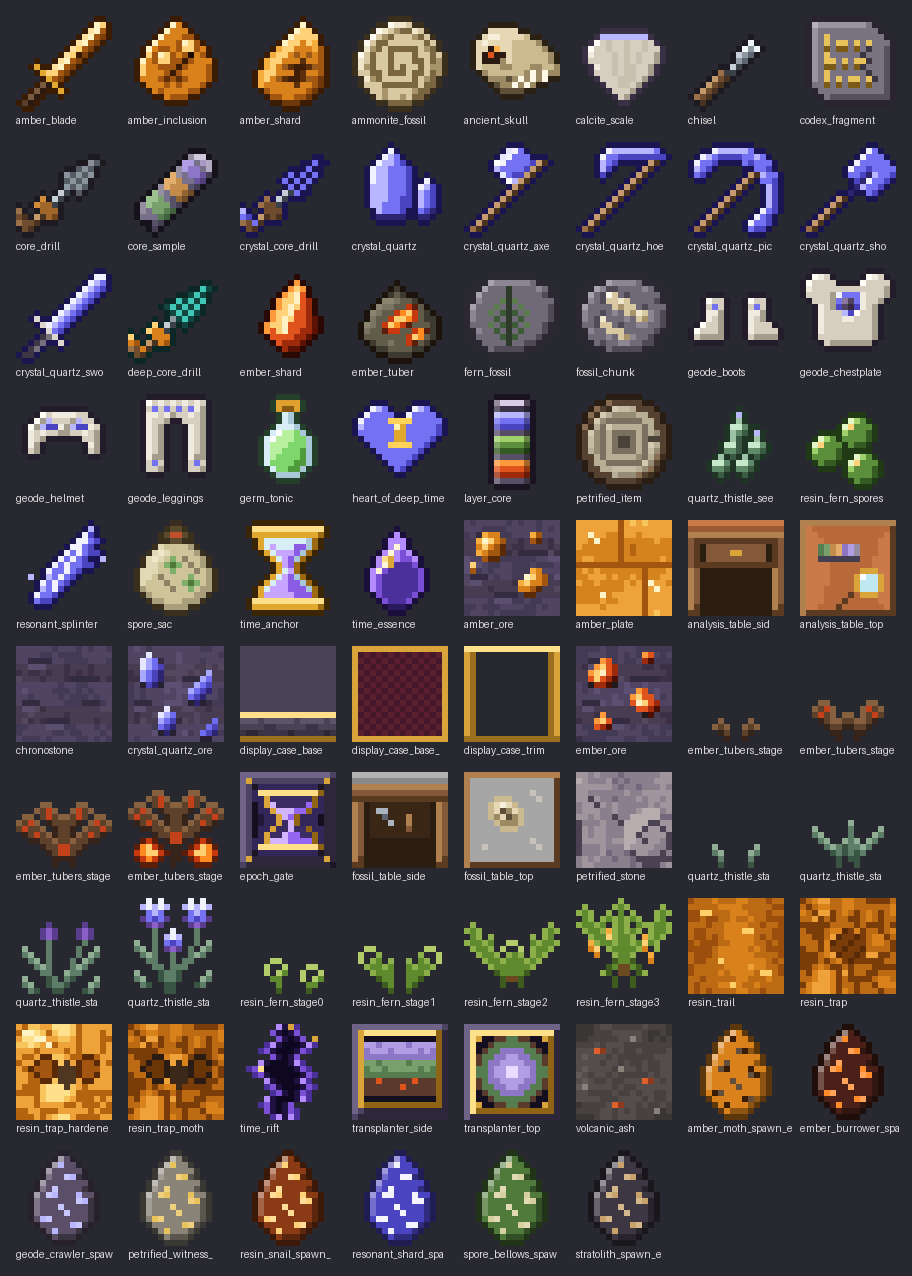 amber_blade amber_inclusion amber_shard ammonite_fossil ancient_skull calcite_scale chisel codex_fragment
core_drill core_sample crystal_core_drill crystal_quartz crystal_quartz_axe crystal_quartz_hoe crystal_quartz_pic crystal_quartz_sho
crystal_quartz_swo deep_core_drill ember_shard ember_tuber fern_fossil fossil_chunk geode_boots geode_chestplate
geode_helmet geode_leggings germ_tonic heart_of_deep_time layer_core petrified_item quartz_thistle_see resin_fern_spores
resonant_splinter spore_sac time_anchor time_essence amber_ore amber_plate analysis_table_sid analysis_table_top
chronostone crystal_quartz_ore display_case_base display_case_base_ display_case_trim ember_ore ember_tubers_stage ember_tubers_stage
ember_tubers_stage ember_tubers_stage epoch_gate fossil_table_side fossil_table_top petrified_stone quartz_thistle_sta quartz_thistle_sta
quartz_thistle_sta quartz_thistle_sta resin_fern_stage0 resin_fern_stage1 resin_fern_stage2 resin_fern_stage3 resin_trail resin_trap
resin_trap_hardene resin_trap_moth time_rift transplanter_side transplanter_top volcanic_ash amber_moth_spawn_e ember_burrower_spa
geode_crawler_spaw petrified_witness_ resin_snail_spawn_ resonant_shard_spa spore_bellows_spaw stratolith_spawn_e